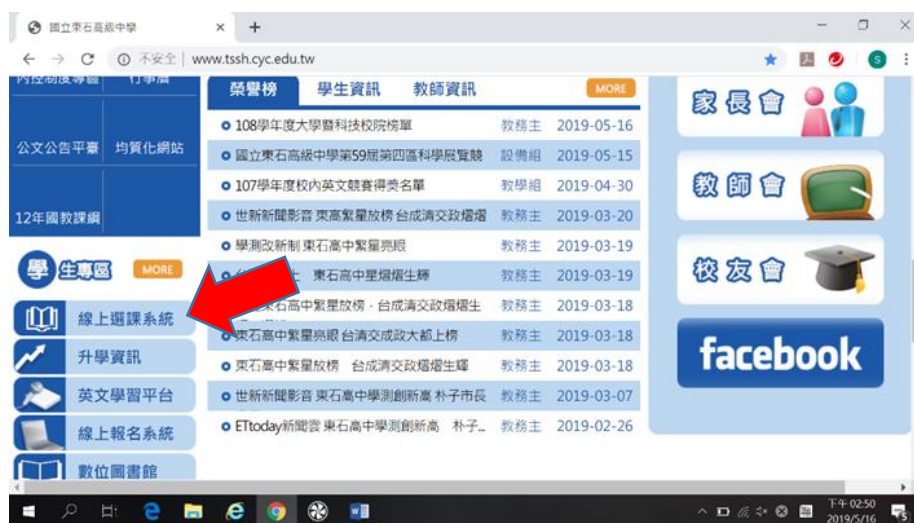 國立東石高級中學
不安全 | www.tssh.cyc.edu.tw
內控制度專區 行事曆
公文公告平臺 均質化網站
12年國教課綱
學生專區 MORE
線上選課系統
升學資訊
英文學習平台
線上報名系統
數位圖書館
榮譽榜 學生資訊 教師資訊 MORE
108學年度大學暨科技校院榜單 教務主 2019-05-16
國立東石高級中學第59屆第四區科學展覽競 設備組 2019-05-15
107學年度校內英文競賽得獎名單 教學組 2019-04-30
世新新聞影音 東高繁星放榜 台成清交政熠熠 教務主 2019-03-20
學測改新制 東石高中繁星亮眼 教務主 2019-03-19
東石高中星熠熠生輝 教務主 2019-03-19
東石高中繁星放榜,台成清交政熠熠生 教務主 2019-03-18
東石高中繁星亮眼 台清交成政大都上榜 教務主 2019-03-18
東石高中繁星放榜 台成清交政熠熠生輝 教務主 2019-03-18
世新新聞影音 東石高中學測創新高 朴子市長 教務主 2019-03-07
ETtoday新聞雲 東石高中學測創新高 朴子... 教務主 2019-02-26
家長會
教師會
校友會
facebook
下午 02:50
2019/5/16